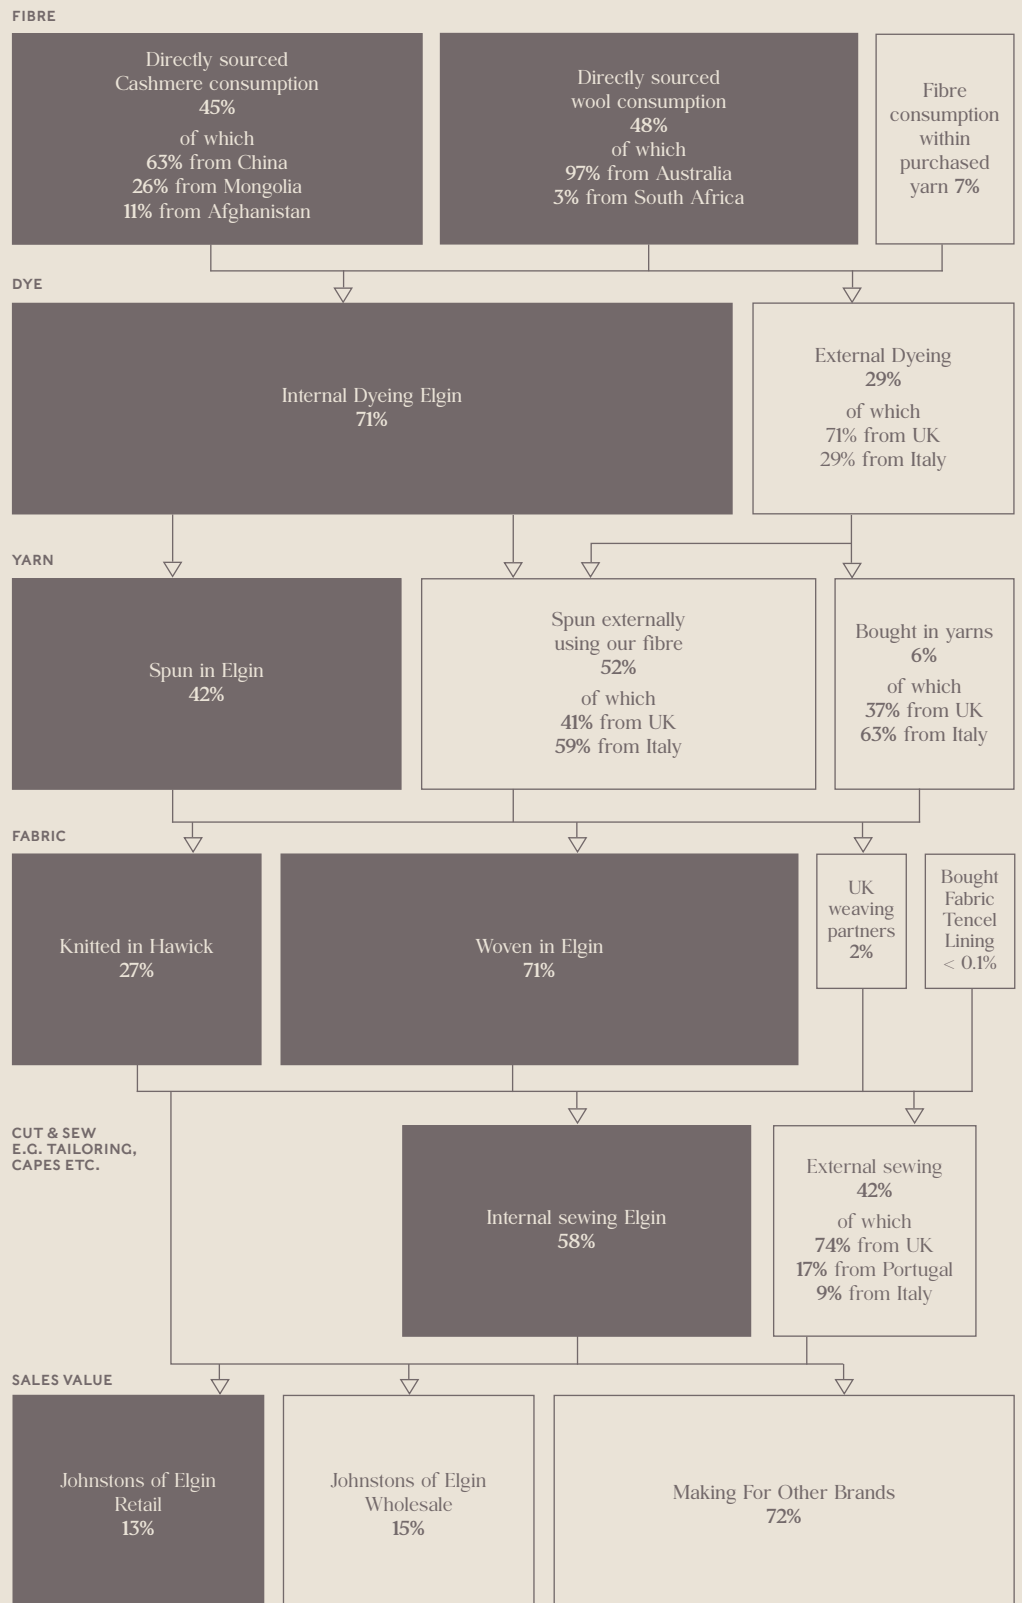 FIBRE
Directly sourced
Cashmere consumption
45%
of which
63% from China
26% from Mongolia
11% from Afghanistan
Directly sourced
wool consumption
48%
of which
97% from Australia
3% from South Africa
Fibre
consumption
within
purchased
yarn 7%
DYE
Internal Dyeing Elgin
71%
External Dyeing
29%
of which
71% from UK
29% from Italy
YARN
Spun in Elgin
42%
Spun externally
using our fibre
52%
of which
41% from UK
59% from Italy
Bought in yarns
6%
of which
37% from UK
63% from Italy
FABRIC
Knitted in Hawick
27%
Woven in Elgin
71%
UK
weaving
partners
2%
Bought
Fabric
Tencel
Lining
< 0.1%
CUT & SEW
E.G. TAILORING,
CAPES ETC.
Internal sewing Elgin
58%
External sewing
42%
of which
74% from UK
17% from Portugal
9% from Italy
SALES VALUE
Johnstons of Elgin
Retail
13%
Johnstons of Elgin
Wholesale
15%
Making For Other Brands
72%